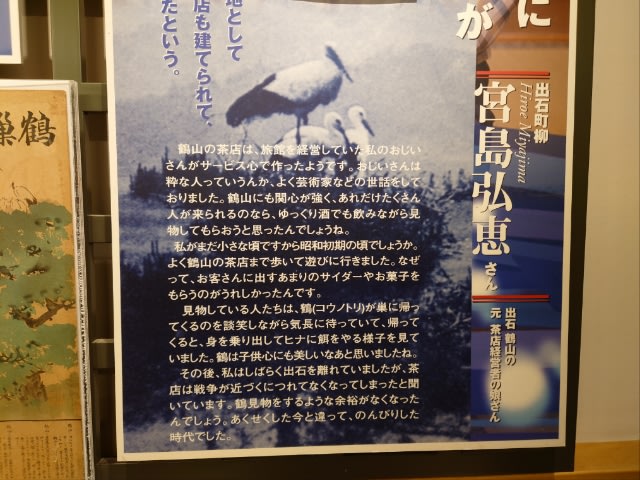 に
が
地として
店も建てられて、
たという。
出石町柳
Hiroe Miyajima
宮島弘恵さん
出石 鶴山の
元 茶店経営者の娘さん
鶴山の茶店は、旅館を経営していた私のおじい
さんがサービス心で作ったようです。おじいさんは
粋な人っていうんか、よく芸術家などの世話をして
おりました。鶴山にも関心が強く、あれだけたくさん
人が来られるのなら、ゆっくり酒でも飲みながら見
物してもらおうと思ったんでしょうね。
私がまだ小さな頃ですから昭和初期の頃でしょうか。
よく鶴山の茶店まで歩いて遊びに行きました。なぜ
って、お客さんに出すあまりのサイダーやお菓子を
もらうのがうれしかったんです。
見物している人たちは、鶴(コウノトリ)が巣に帰っ
てくるのを談笑しながら気長に待っていて、帰って
くると、身を乗り出してヒナに餌をやる様子を見て
いました。鶴は子供心にも美しいなあと思いましたね。
その後、私はしばらく出石を離れていましたが、茶
店は戦争が近づくにつれてなくなってしまったと聞
いています。鶴見物をするような余裕がなくなった
んでしょう。あくせくした今と違って、のんびりした
時代でした。
鶴巣